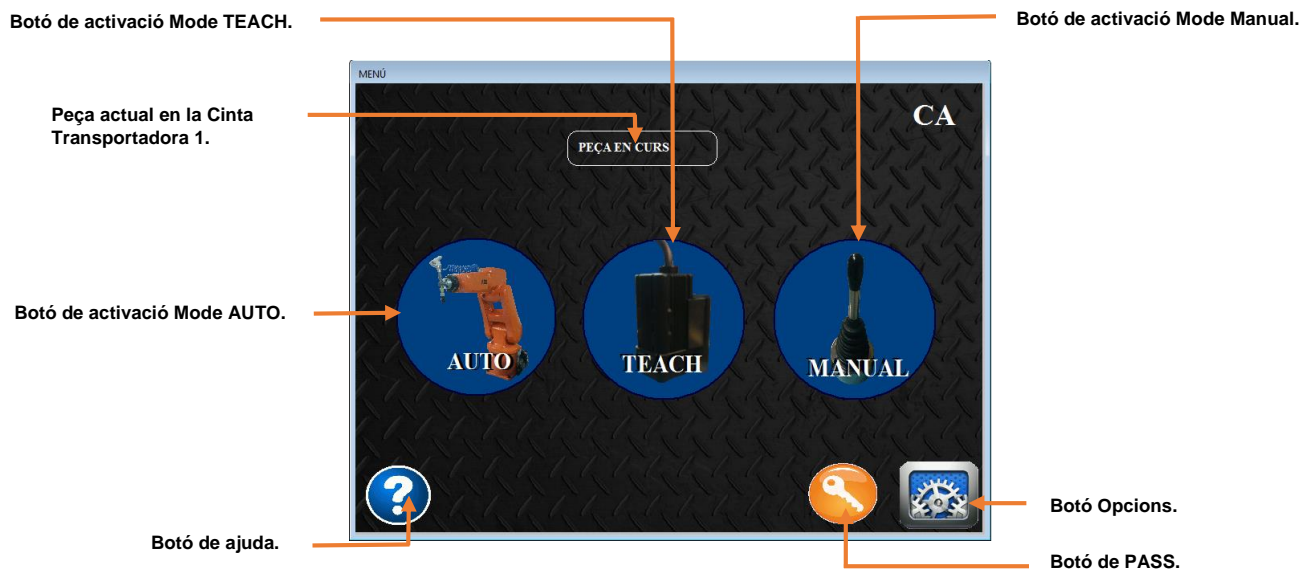 Botó de activació Mode TEACH.
Botó de activació Mode Manual.
MENÚ
Peça actual en la Cinta
Transportadora 1.
CA
PEÇA EN CURS
Botó de activació Mode AUTO.
AUTO
TEACH
MANUAL
?
Botó Opcions.
Botó de ajuda.
Botó de PASS.